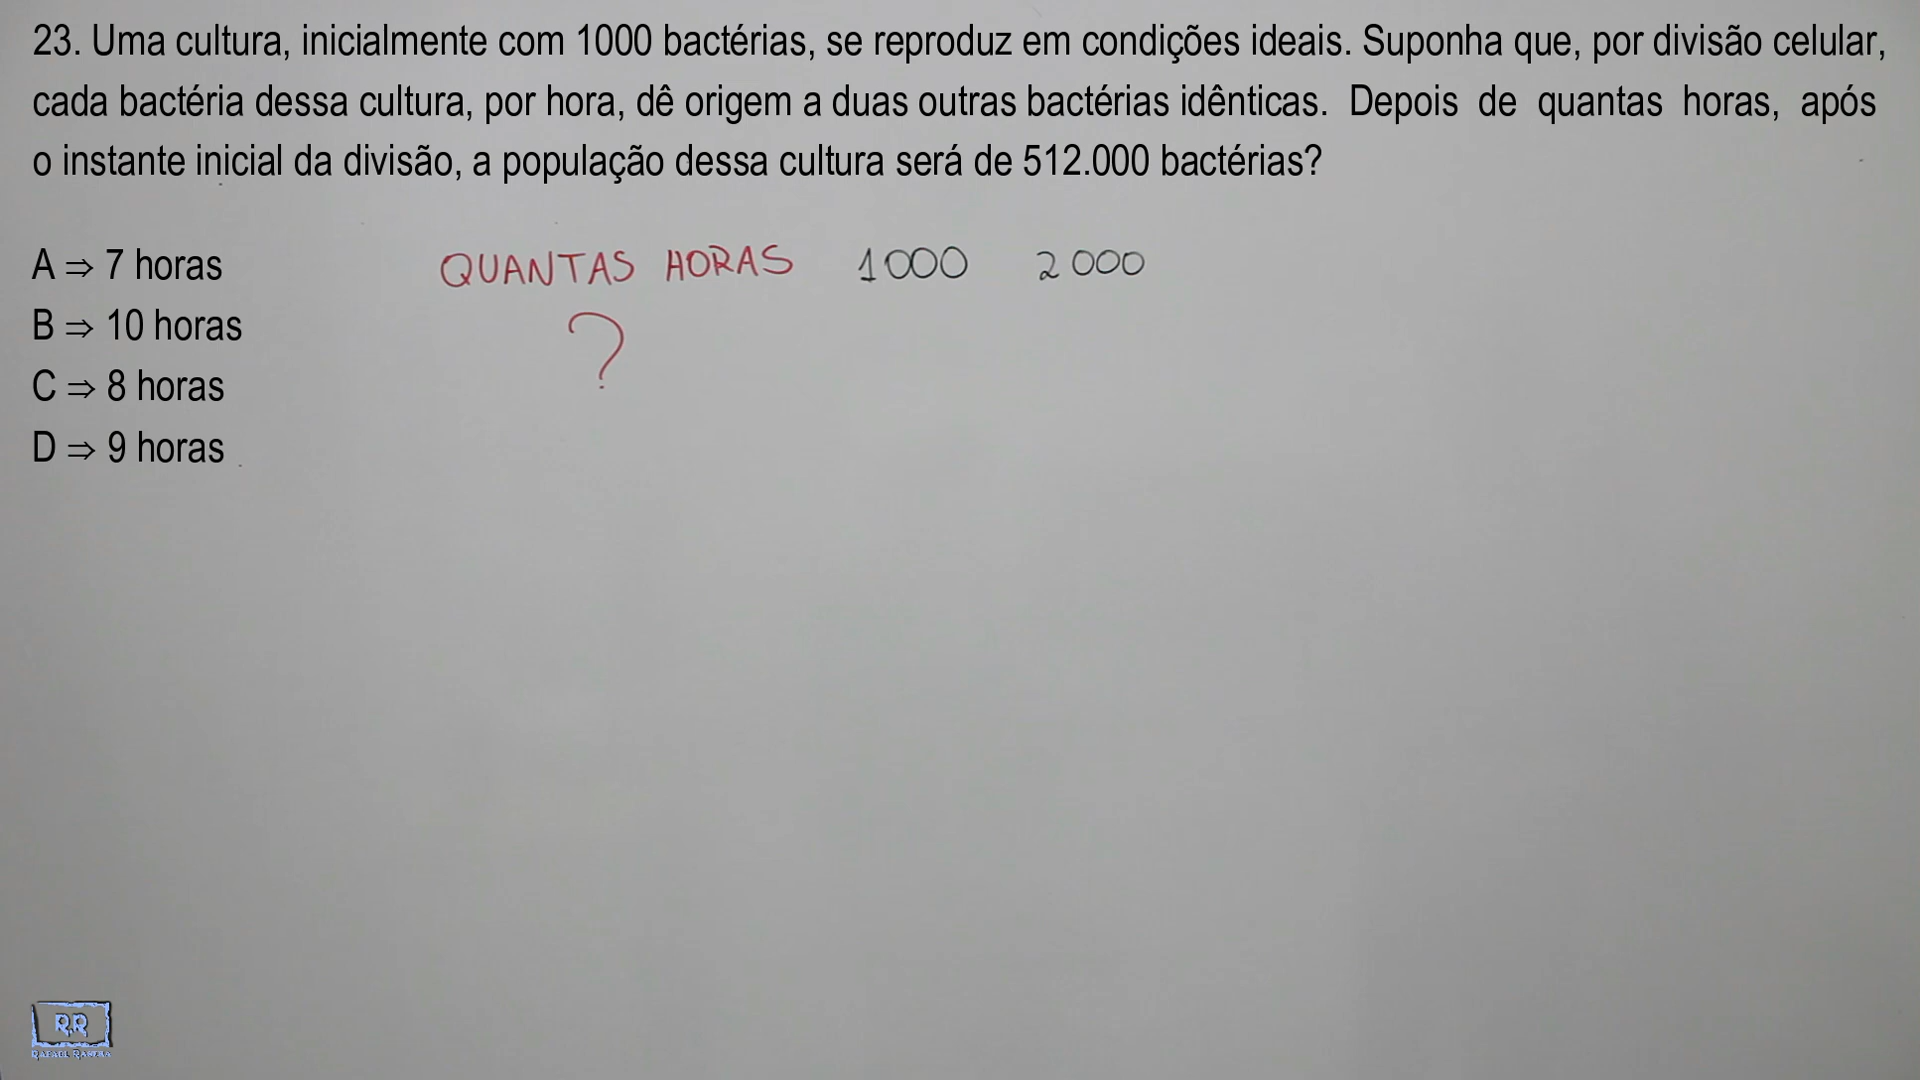 23. Uma cultura, inicialmente com 1000 bactérias, se reproduz em condições ideais. Suponha que, por divisão celular,
cada bactéria dessa cultura, por hora, dê origem a duas outras bactérias idênticas. Depois de quantas horas, após
o instante inicial da divisão, a população dessa cultura será de 512.000 bactérias?
A ⇒ 7 horas
QUANTAS HORAS 1000 2000
?
B ⇒ 10 horas
C ⇒ 8 horas
D ⇒ 9 horas
RR